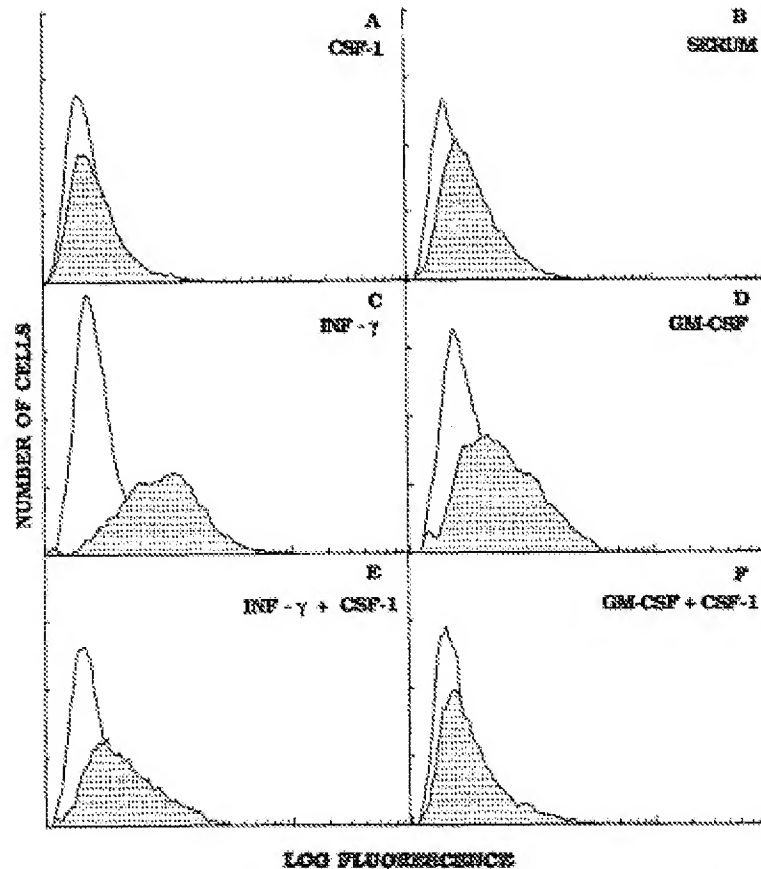 A
CSF-1
B
SERUM
C
INF - γ
D
GM-CSF
E
INF - γ + CSF-1
F
GM-CSF + CSF-1
NUMBER OF CELLS
LOG FLUORESCENCE